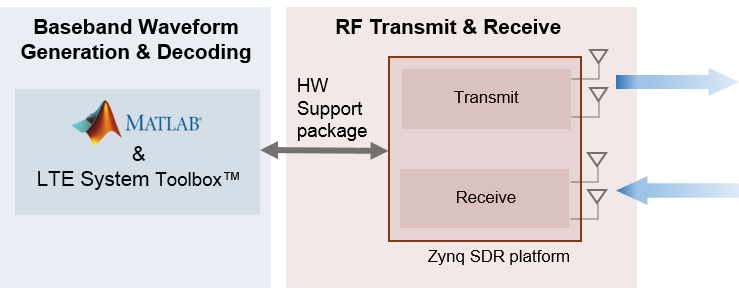 Baseband Waveform
Generation & Decoding
MATLAB®
&
LTE System Toolbox™
RF Transmit & Receive
HW
Support
package
Transmit
Receive
Zynq SDR platform